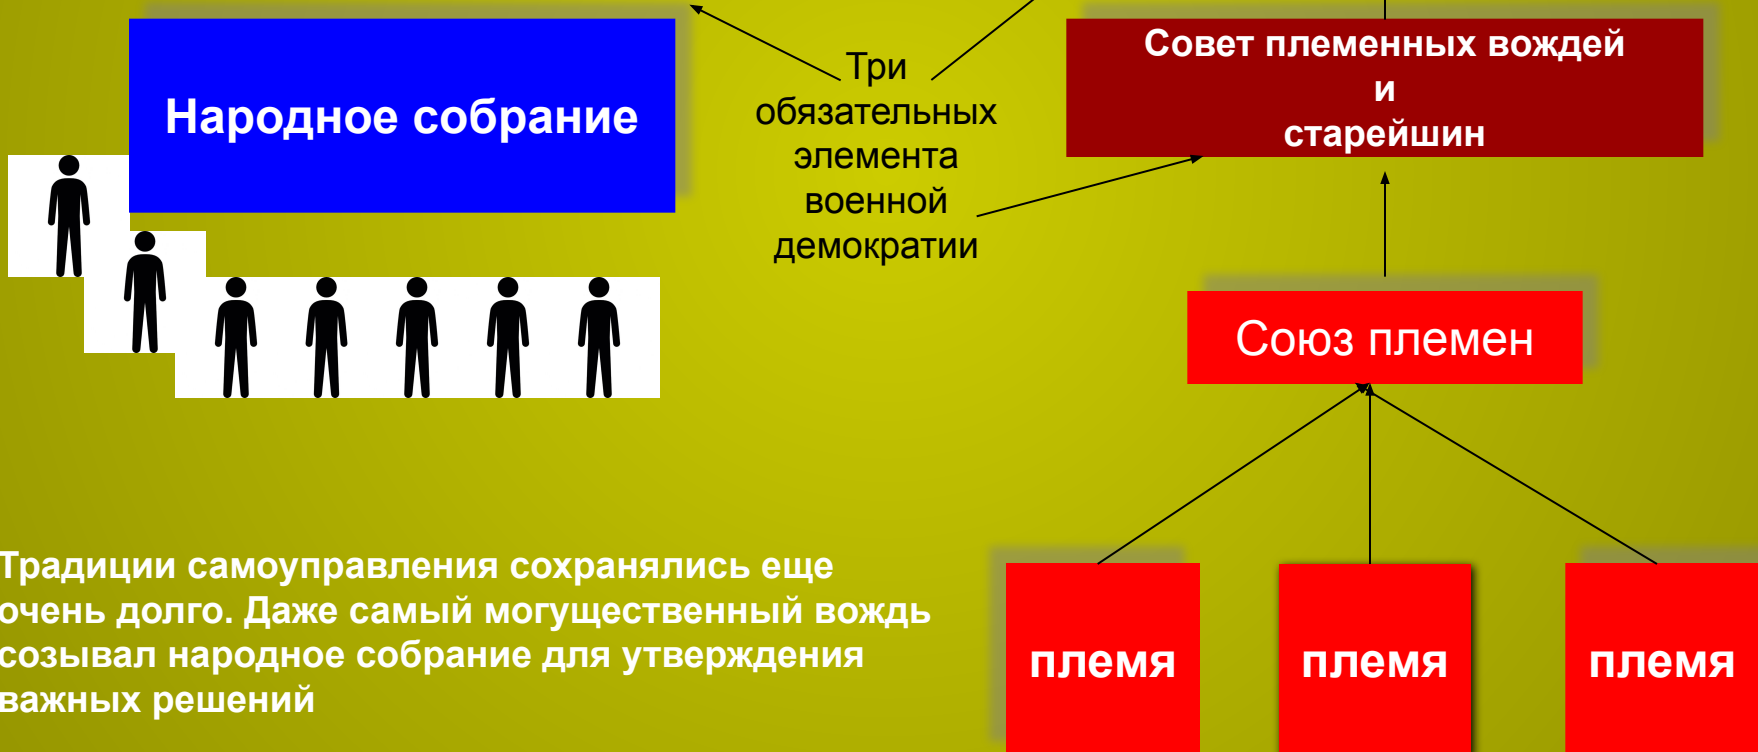 Народное собрание
Три
обязательных
элемента
военной
демократии
Совет племенных вождей
и
старейшин
Союз племен
Традиции самоуправления сохранялись еще
очень долго. Даже самый могущественный вождь
созывал народное собрание для утверждения
важных решений
племя
племя
племя